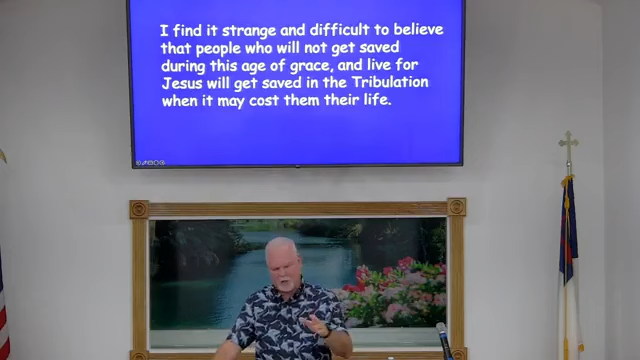 I find it strange and difficult to believe
that people who will not get saved
during this age of grace, and live for
Jesus will get saved in the Tribulation
when it may cost them their life.